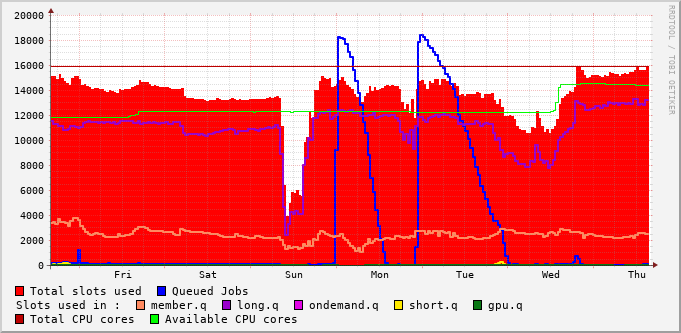 RRDTOOL / TOBI OETIKER
20000
18000
16000
14000
12000
10000
8000
6000
4000
2000
0
Fri Sat Sun Mon Tue Wed Thu
Total slots used Queued Jobs
Slots used in : member.q long.q ondemand.q short.q gpu.q
Total CPU cores Available CPU cores